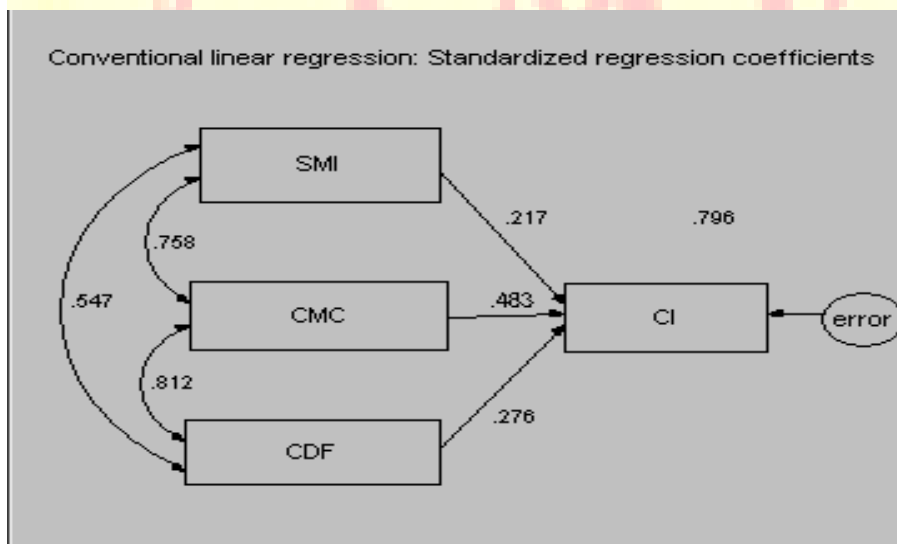 Conventional linear regression: Standardized regression coefficients
SMI
.217
.796
.758
.547
CMC
.483
CI
error
.812
.276
CDF